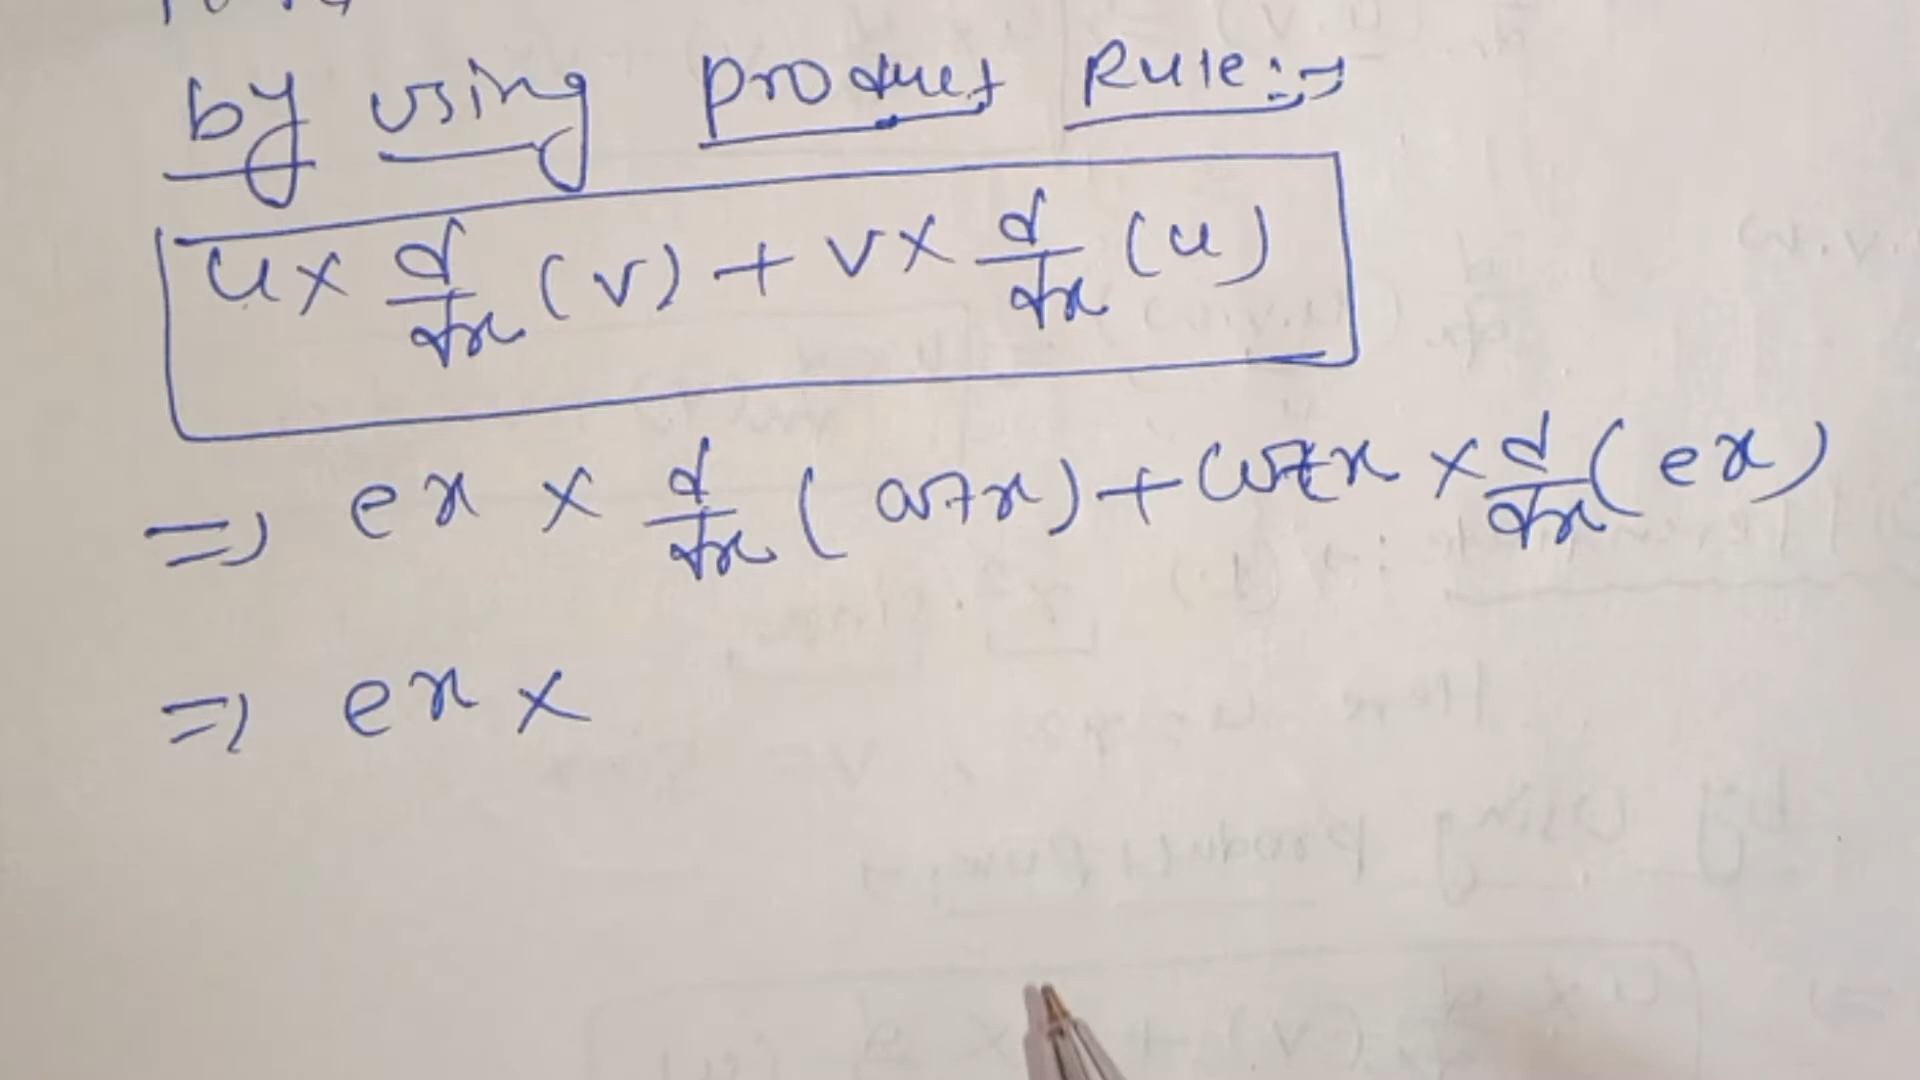 by using product Rule:→
u × d/dx (v) + v × d/dx (u)
=> ex × d/dx ( cotx) + cotx × d/dx (ex)
=> ex ×